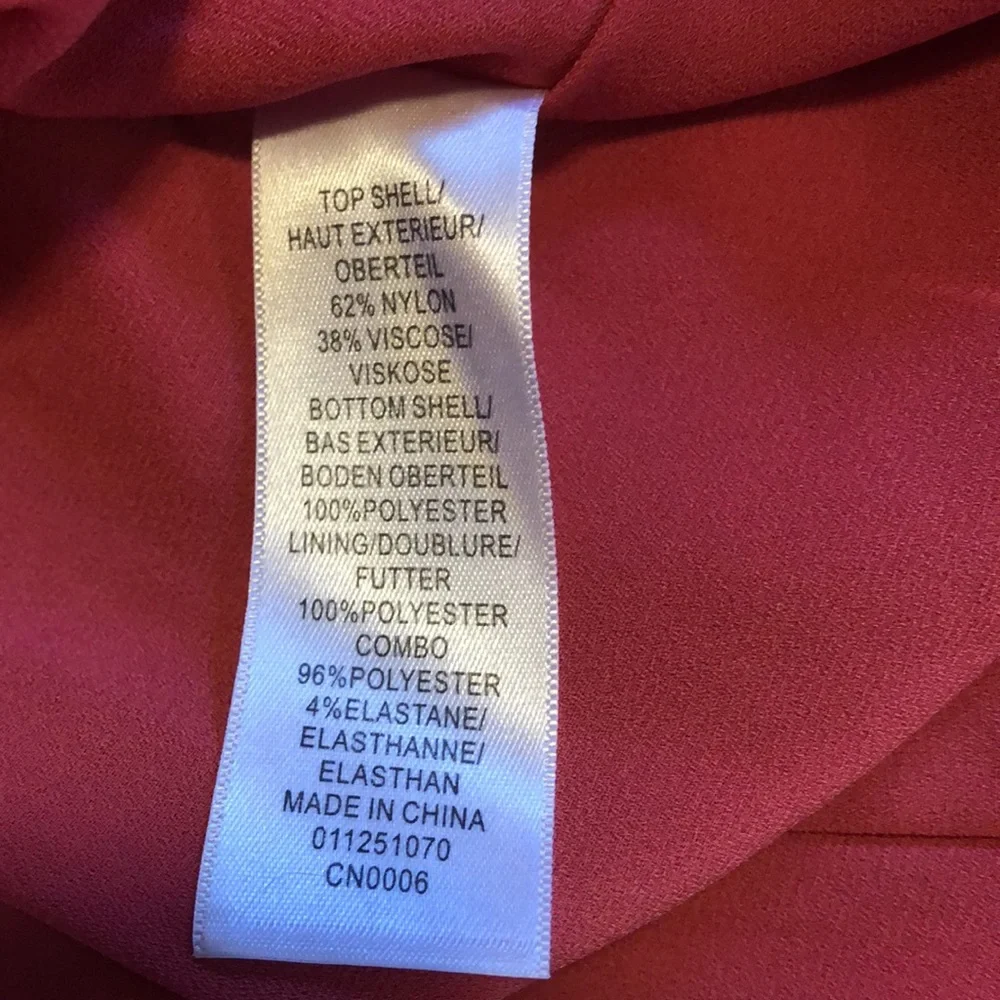 TOP SHELL/
HAUT EXTERIEUR/
OBERTEIL
62% NYLON
38% VISCOSE/
VISKOSE
BOTTOM SHELL/
BAS EXTERIEUR/
BODEN OBERTEIL
100%POLYESTER
LINING/DOUBLURE/
FUTTER
100%POLYESTER
COMBO
96%POLYESTER
4%ELASTANE/
ELASTHANNE/
ELASTHAN
MADE IN CHINA
011251070
CN0006